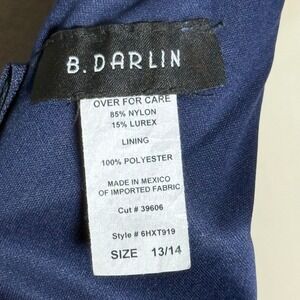 B. DARLIN
OVER FOR CARE
85% NYLON
15% LUREX
LINING
100% POLYESTER
MADE IN MEXICO
OF IMPORTED FABRIC
Cut # 39606
Style # 6HXT919
SIZE 13/14